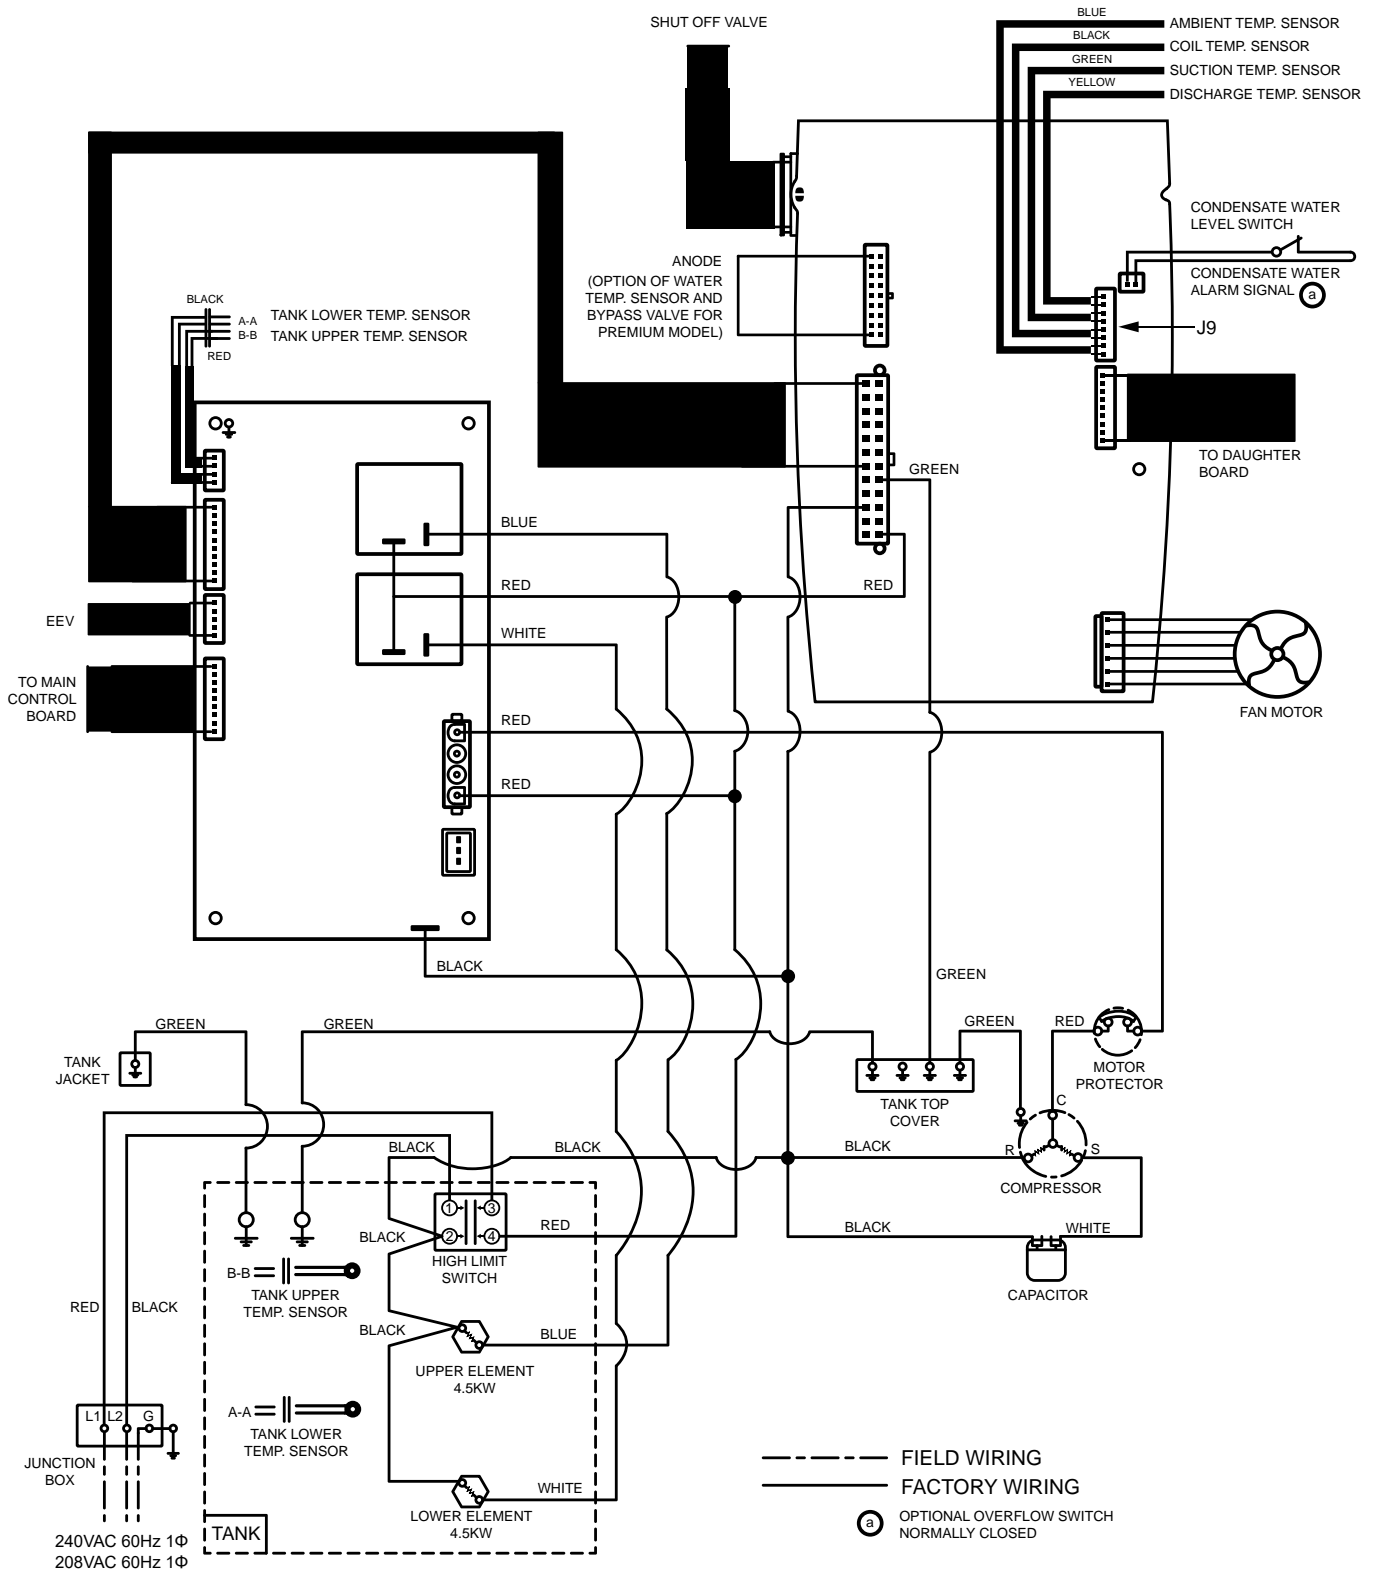 SHUT OFF VALVE
BLUE
AMBIENT TEMP. SENSOR
BLACK
COIL TEMP. SENSOR
GREEN
SUCTION TEMP. SENSOR
YELLOW
DISCHARGE TEMP. SENSOR
CONDENSATE WATER
LEVEL SWITCH
CONDENSATE WATER
ALARM SIGNAL a
J9
ANODE
(OPTION OF WATER
TEMP. SENSOR AND
BYPASS VALVE FOR
PREMIUM MODEL)
BLACK
A-A
TANK LOWER TEMP. SENSOR
B-B
TANK UPPER TEMP. SENSOR
RED
TO DAUGHTER
BOARD
GREEN
BLUE
RED
RED
WHITE
EEV
TO MAIN
CONTROL
BOARD
FAN MOTOR
RED
RED
BLACK
GREEN
GREEN
GREEN
GREEN
RED
TANK
JACKET
MOTOR
PROTECTOR
TANK TOP
COVER
C
R
S
COMPRESSOR
BLACK
BLACK
BLACK
1
3
2
4
BLACK
RED
HIGH LIMIT
SWITCH
BLACK
WHITE
CAPACITOR
B-B
TANK UPPER
TEMP. SENSOR
RED
BLACK
BLACK
BLUE
UPPER ELEMENT
4.5KW
A-A
TANK LOWER
TEMP. SENSOR
L1
L2
G
JUNCTION
BOX
WHITE
LOWER ELEMENT
4.5KW
TANK
240VAC 60Hz 1Φ
208VAC 60Hz 1Φ
FIELD WIRING
FACTORY WIRING
a OPTIONAL OVERFLOW SWITCH
NORMALLY CLOSED